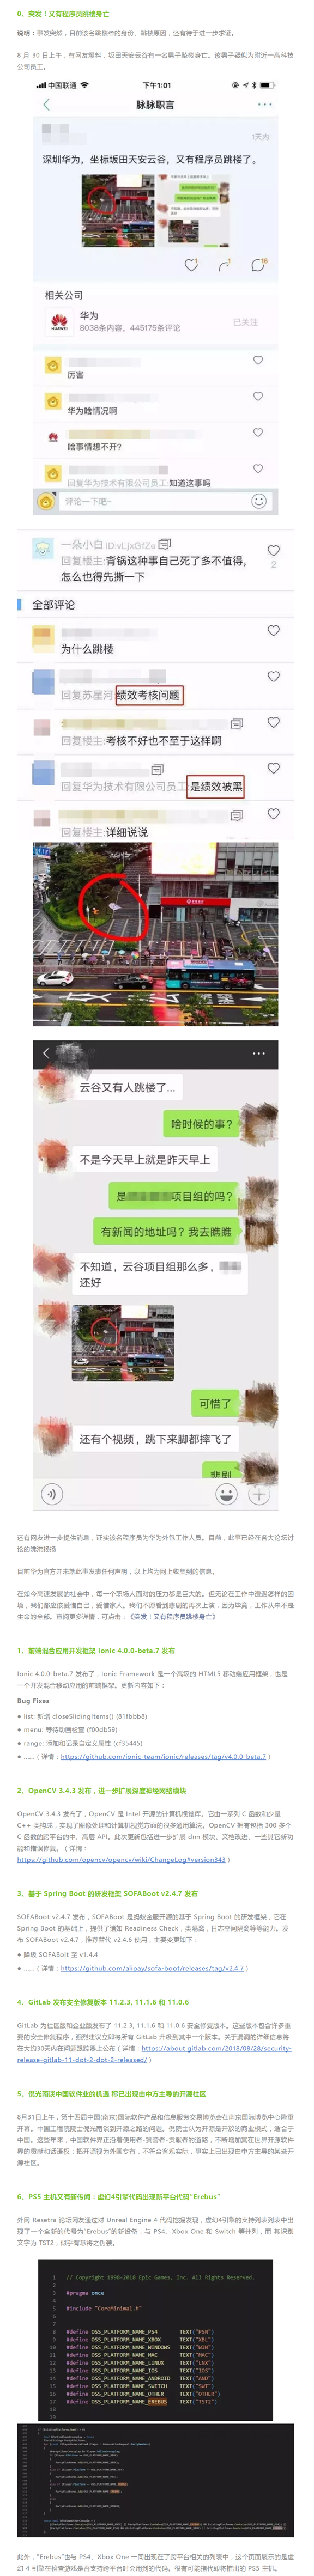 0、突发！又有程序员跳楼身亡
说明：事发突然，目前该名跳楼者的身份、跳楼原因，还有待于进一步求证。
8 月 30 日上午，有网友爆料，坂田天安云谷有一名男子坠楼身亡。该男子疑似为附近一高科技
公司员工。
中国联通
下午1:01
脉脉职言
1天内
深圳华为，坐标坂田天安云谷，又有程序员跳楼了。
1
1
16
相关公司
华为
8038条内容，445175条评论
已关注
厉害
华为啥情况啊
啥事情想不开?
回复华为技术有限公司员工:知道这事吗
评论一下吧~
一朵小白 ID:vLjxGfZe
回复楼主:背锅这种事自己死了多不值得，
怎么也得先撕一下
2
全部评论
为什么跳楼
回复苏星河:绩效考核问题
回复楼主:考核不好也不至于这样啊
回复华为技术有限公司员工:是绩效被黑
回复楼主:详细说说
云谷又有人跳楼了...
啥时候的事?
不是今天早上就是昨天早上
是
项目组的吗?
有新闻的地址吗? 我去瞧瞧
不知道，云谷项目组那么多，
还好
可惜了
还有个视频，跳下来脚都摔飞了
悲剧
还有网友进一步提供消息，证实该名程序员为华为外包工作人员。目前，此事已经在各大论坛讨
论的沸沸扬扬
目前华为官方并未就此事发表任何声明，以上均为网上收集到的信息。
在如今高速发展的社会中，每一个职场人面对的压力都是巨大的。但无论在工作中遭遇怎样的困
境，我们都应该爱惜自己，爱惜家人。我们不愿看到悲剧的再次上演，因为毕竟，工作从来不是
生命的全部。查阅更多详情，可点击：《突发！又有程序员跳楼身亡》
1、前端混合应用开发框架 Ionic 4.0.0-beta.7 发布
Ionic 4.0.0-beta.7 发布了，Ionic Framework 是一个高级的 HTML5 移动端应用框架，也是
一个开发混合移动应用的前端框架。更新内容如下：
Bug Fixes
● list: 新增 closeSlidingItems() (81fbbb8)
● menu: 等待动画检查 (f00db59)
● range: 添加和记录自定义属性 (cf35445)
● ...... ( 详情：https://github.com/ionic-team/ionic/releases/tag/v4.0.0-beta.7 )
2、OpenCV 3.4.3 发布，进一步扩展深度神经网络模块
OpenCV 3.4.3 发布了，OpenCV 是 Intel 开源的计算机视觉库。它由一系列 C 函数和少量
C++ 类构成，实现了图像处理和计算机视觉方面的很多通用算法。OpenCV 拥有包括 300 多个
C 函数的跨平台的中、高层 API。此次更新包括进一步扩展 dnn 模块、文档改进、一些其它新功
能和错误修复。（ 详情：
https://github.com/opencv/opencv/wiki/ChangeLog#version343 ）
3、基于 Spring Boot 的研发框架 SOFABoot v2.4.7 发布
SOFABoot v2.4.7 发布，SOFABoot 是蚂蚁金服开源的基于 Spring Boot 的研发框架，它在
Spring Boot 的基础上，提供了诸如 Readiness Check，类隔离，日志空间隔离等等能力。发
布 SOFABoot v2.4.7，推荐替代 v2.4.6 使用，主要变更如下：
● 降级 SOFABolt 至 v1.4.4
● ...... ( 详情：https://github.com/alipay/sofa-boot/releases/tag/v2.4.7 )
4、GitLab 发布安全修复版本 11.2.3, 11.1.6 和 11.0.6
GitLab 为社区版和企业版发布了 11.2.3, 11.1.6 和 11.0.6 安全修复版本。这些版本包含许多重
要的安全修复程序，强烈建议立即将所有 GitLab 升级到其中一个版本。关于漏洞的详细信息将
在大约30天内在问题跟踪器上公布（ 详情：https://about.gitlab.com/2018/08/28/security-
release-gitlab-11-dot-2-dot-2-released/ ）
5、倪光南谈中国软件业的机遇 称已出现由中方主导的开源社区
8月31日上午，第十四届中国(南京)国际软件产品和信息服务交易博览会在南京国际博览中心隆重
开幕。中国工程院院士倪光南谈到开源之路的问题。倪院士认为开源是开放的商业模式，适合于
中国。这些年来，中国软件界正沿着使用者-赞赏者-贡献者的道路，不断增加其在世界开源软件
界的贡献和话语权；把开源视为外国专有，不符合客观实际，事实上已出现由中方主导的某些开
源社区。
6、PS5 主机又有新传闻：虚幻4引擎代码出现新平台代码“Erebus”
外网 Resetra 论坛网友通过对 Unreal Engine 4 代码挖掘发现，虚幻4引擎的支持列表列表中出
现了一个全新的代号为“Erebus”的新设备，与 PS4、Xbox One 和 Switch 等并列，而 其识别
文字为 TST2，似乎有意将之伪装。
1 // Copyright 1998-2018 Epic Games, Inc. All Rights Reserved.
2
3 #pragma once
4
5 #include "CoreMinimal.h"
6
7
8 #define OSS_PLATFORM_NAME_PS4 TEXT("PSN")
9 #define OSS_PLATFORM_NAME_XBOX TEXT("XBL")
10 #define OSS_PLATFORM_NAME_WINDOWS TEXT("WIN")
11 #define OSS_PLATFORM_NAME_MAC TEXT("MAC")
12 #define OSS_PLATFORM_NAME_LINUX TEXT("LNX")
13 #define OSS_PLATFORM_NAME_IOS TEXT("IOS")
14 #define OSS_PLATFORM_NAME_ANDROID TEXT("AND")
15 #define OSS_PLATFORM_NAME_SWITCH TEXT("SWT")
16 #define OSS_PLATFORM_NAME_OTHER TEXT("OTHER")
17 #define OSS_PLATFORM_NAME_EREBUS TEXT("TST2")
18
19
此外，“Erebus”也与 PS4、Xbox One 一同出现在了跨平台相关的列表中，这个页面展示的是虚
幻 4 引擎在检查游戏是否支持跨平台时会用到的代码。很有可能指代即将推出的 PS5 主机。